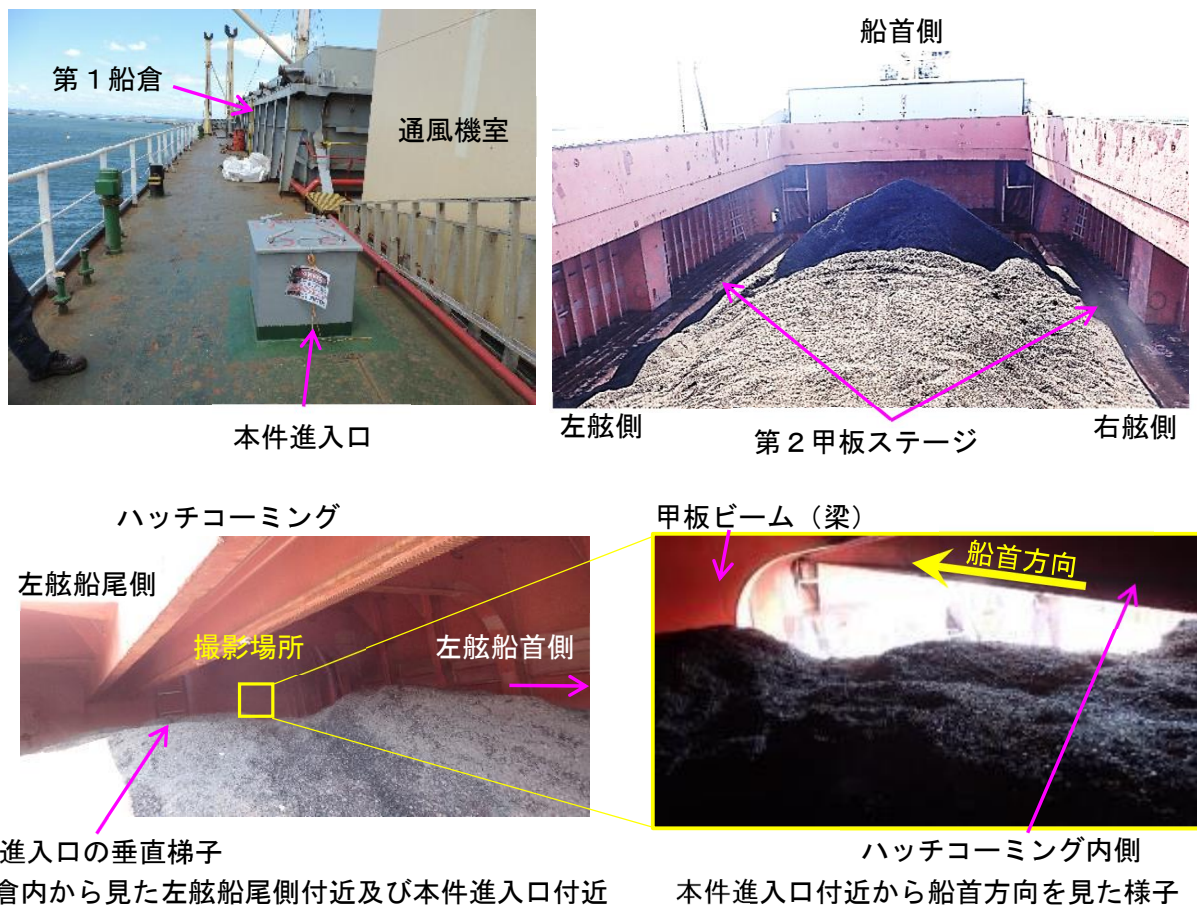 第１船倉
通風機室
本件進入口
船首側
左舷側
第２甲板ステージ
右舷側
ハッチコーミング
左舷船尾側
撮影場所
左舷船首側
進入口の垂直梯子
倉内から見た左舷船尾側付近及び本件進入口付近
甲板ビーム（梁）
船首方向
ハッチコーミング内側
本件進入口付近から船首方向を見た様子